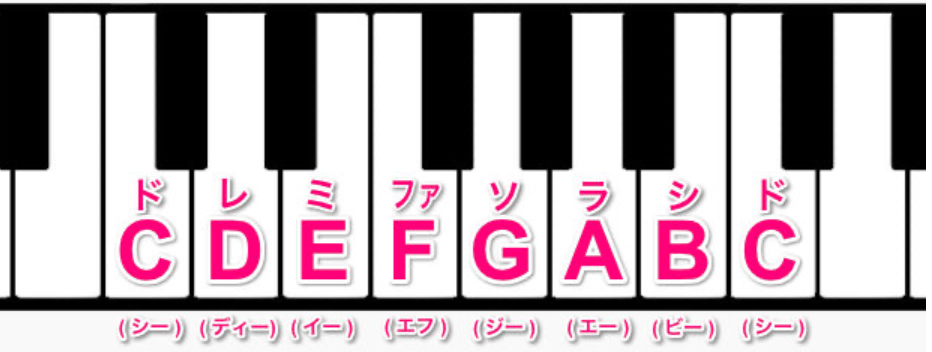 ド レ ミ ファ ソ ラ シ ド
C D E F G A B C
(シー) (ディー) (イー) (エフ) (ジー) (エー) (ビー) (シー)